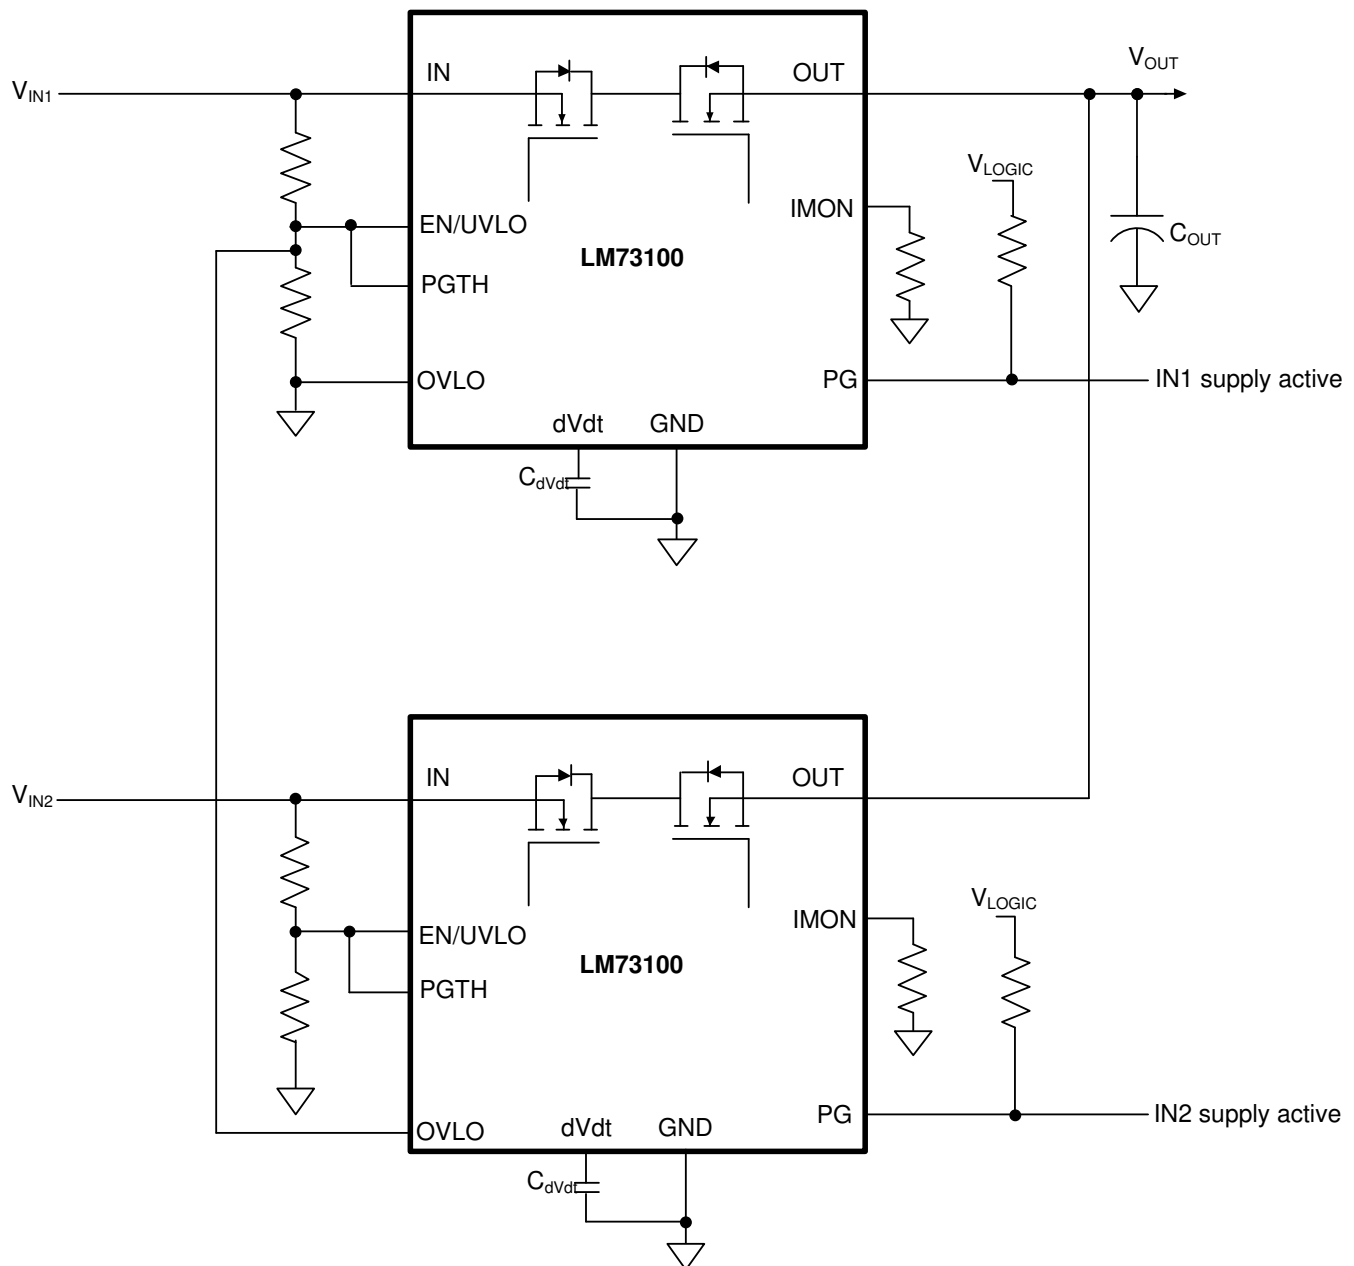 IN
OUT
V_OUT
V_IN1
V_LOGIC
IMON
EN/UVLO
C_OUT
LM73100
PGTH
OVLO
PG
IN1 supply active
dVdt
GND
C_dVdt
IN
OUT
V_IN2
V_LOGIC
IMON
EN/UVLO
LM73100
PGTH
PG
IN2 supply active
OVLO
dVdt
GND
C_dVdt